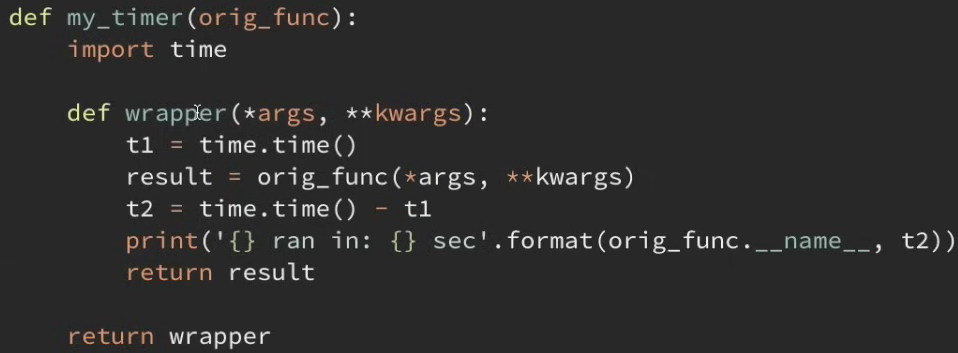 def my_timer(orig_func):
    import time

    def wrapper(*args, **kwargs):
        t1 = time.time()
        result = orig_func(*args, **kwargs)
        t2 = time.time() - t1
        print('{} ran in: {} sec'.format(orig_func.__name__, t2))
        return result

    return wrapper